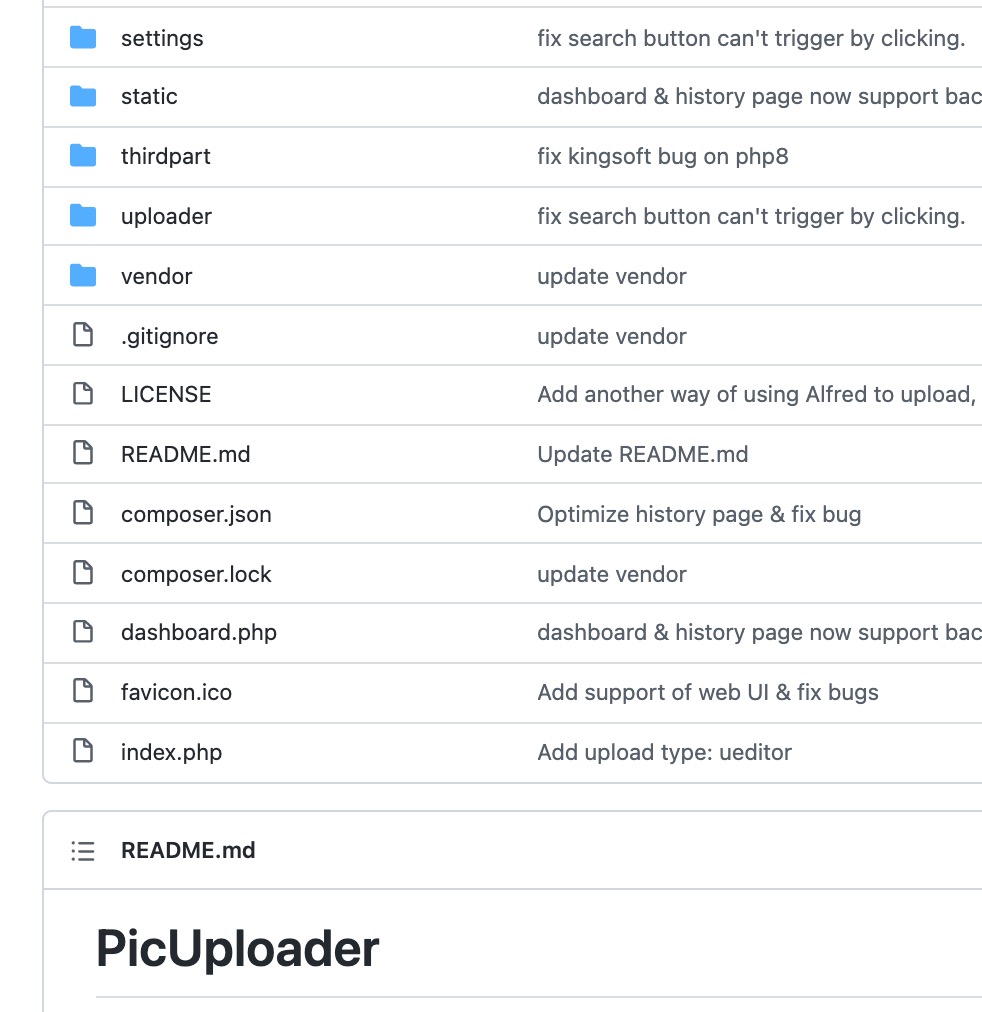 settings fix search button can't trigger by clicking.
static dashboard & history page now support bac
thirdpart fix kingsoft bug on php8
uploader fix search button can't trigger by clicking.
vendor update vendor
.gitignore update vendor
LICENSE Add another way of using Alfred to upload,
README.md Update README.md
composer.json Optimize history page & fix bug
composer.lock update vendor
dashboard.php dashboard & history page now support bac
favicon.ico Add support of web UI & fix bugs
index.php Add upload type: ueditor
README.md
PicUploader